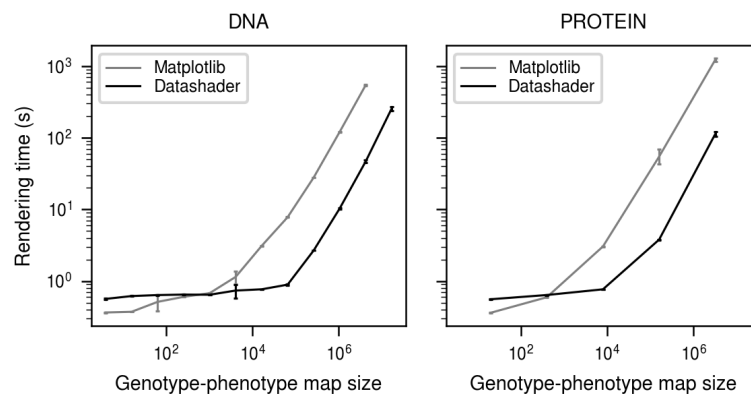 DNA
PROTEIN
Rendering time (s)
10³
10²
10¹
10⁰
Matplotlib
Datashader
Matplotlib
Datashader
10² 10⁴ 10⁶
10² 10⁴ 10⁶
Genotype-phenotype map size
Genotype-phenotype map size